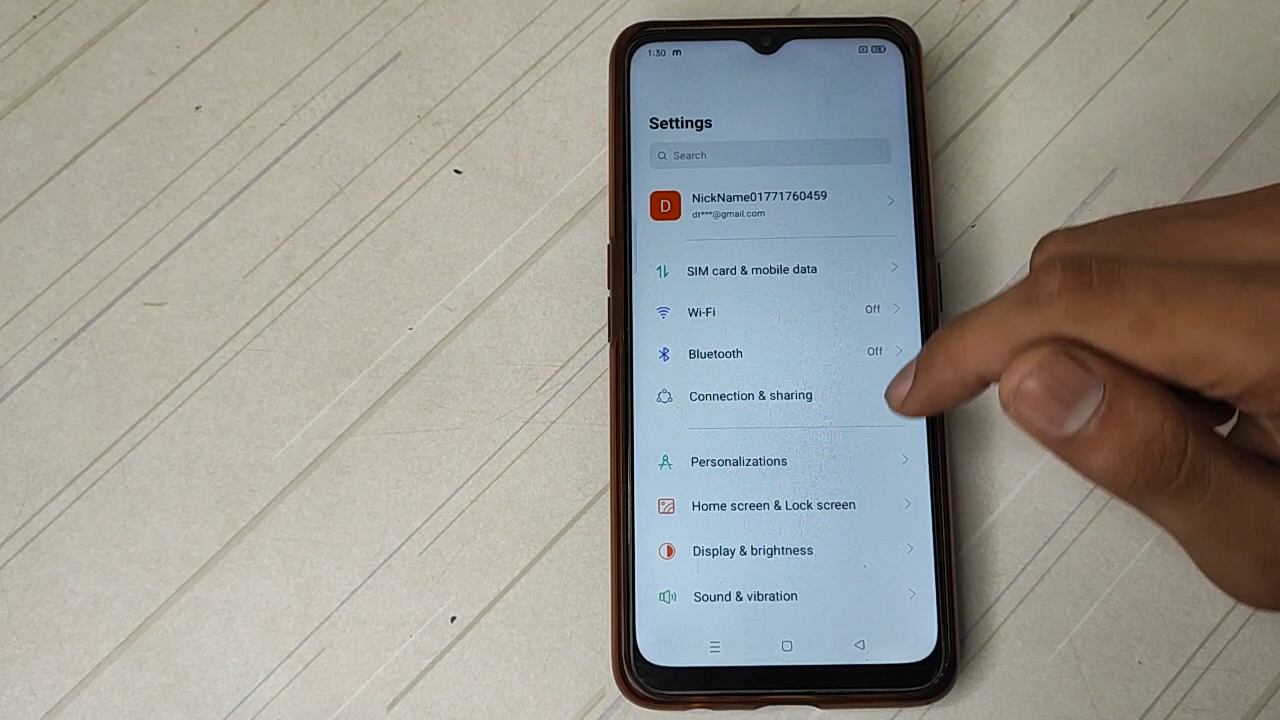 1:30 m
Settings
Search
D
NickName01771760459
dt***@gmail.com
SIM card & mobile data
Wi-Fi Off
Bluetooth Off
Connection & sharing
Personalizations
Home screen & Lock screen
Display & brightness
Sound & vibration